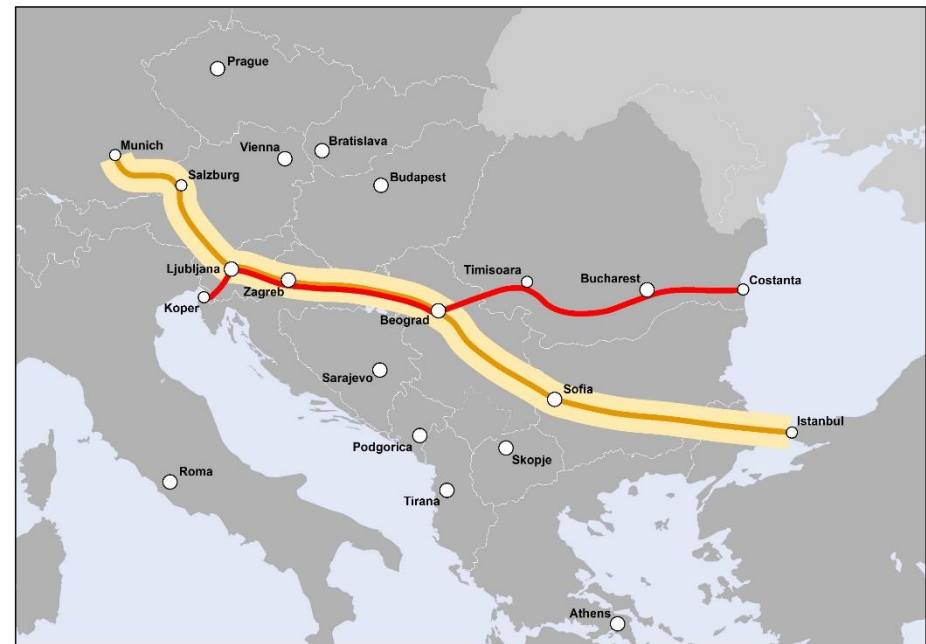 Prague
Munich
Vienna
Bratislava
Salzburg
Budapest
Ljubljana
Zagreb
Koper
Timisoara
Bucharest
Costanta
Beograd
Sarajevo
Sofia
Istanbul
Podgorica
Skopje
Roma
Tirana
Athens